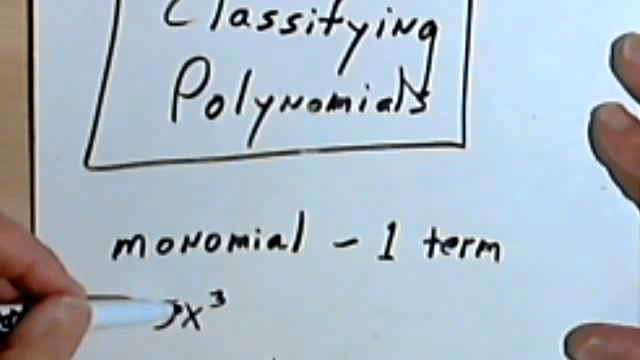 Classifying
Polynomials
monomial - 1 term
x³